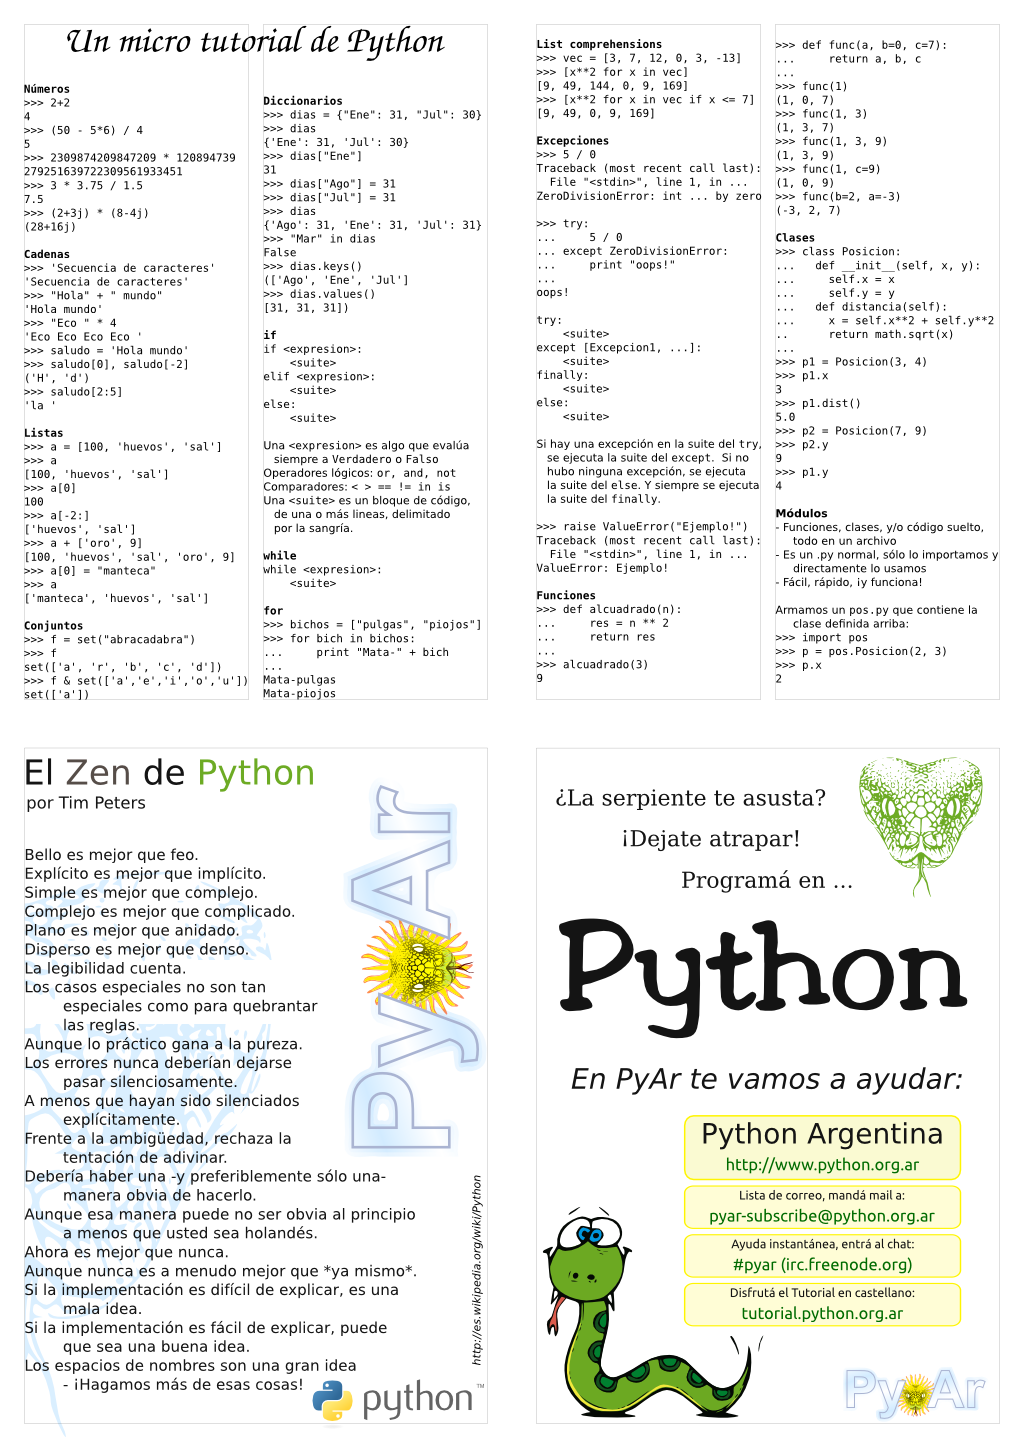 Un micro tutorial de Python
Números
>>> 2+2
4
>>> (50 - 5*6) / 4
5
>>> 2309874209847209 * 120894739
279251639722309561933451
>>> 3 * 3.75 / 1.5
7.5
>>> (2+3j) * (8-4j)
(28+16j)
Cadenas
>>> 'Secuencia de caracteres'
'Secuencia de caracteres'
>>> "Hola" + " mundo"
'Hola mundo'
>>> "Eco " * 4
'Eco Eco Eco Eco '
>>> saludo = 'Hola mundo'
>>> saludo[0], saludo[-2]
('H', 'd')
>>> saludo[2:5]
'la '
Listas
>>> a = [100, 'huevos', 'sal']
>>> a
[100, 'huevos', 'sal']
>>> a[0]
100
>>> a[-2:]
['huevos', 'sal']
>>> a + ['oro', 9]
[100, 'huevos', 'sal', 'oro', 9]
>>> a[0] = "manteca"
>>> a
['manteca', 'huevos', 'sal']
Conjuntos
>>> f = set("abracadabra")
>>> f
set(['a', 'r', 'b', 'c', 'd'])
>>> f & set(['a','e','i','o','u'])
set(['a'])
Diccionarios
>>> dias = {"Ene": 31, "Jul": 30}
>>> dias
{'Ene': 31, 'Jul': 30}
>>> dias["Ene"]
31
>>> dias["Ago"] = 31
>>> dias["Jul"] = 31
>>> dias
{'Ago': 31, 'Ene': 31, 'Jul': 31}
>>> "Mar" in dias
False
>>> dias.keys()
(['Ago', 'Ene', 'Jul']
>>> dias.values()
[31, 31, 31])
if
if <expresion>:
    <suite>
elif <expresion>:
    <suite>
else:
    <suite>
Una <expresion> es algo que evalúa
siempre a Verdadero o Falso
Operadores lógicos: or, and, not
Comparadores: < > == != in is
Una <suite> es un bloque de código,
de una o más lineas, delimitado
por la sangría.
while
while <expresion>:
    <suite>
for
>>> bichos = ["pulgas", "piojos"]
>>> for bich in bichos:
...     print "Mata-" + bich
...
Mata-pulgas
Mata-piojos
List comprehensions
>>> vec = [3, 7, 12, 0, 3, -13]
>>> [x**2 for x in vec]
[9, 49, 144, 0, 9, 169]
>>> [x**2 for x in vec if x <= 7]
[9, 49, 0, 9, 169]
Excepciones
>>> 5 / 0
Traceback (most recent call last):
  File "<stdin>", line 1, in ...
ZeroDivisionError: int ... by zero
>>> try:
...     5 / 0
... except ZeroDivisionError:
...     print "oops!"
...
oops!
try:
    <suite>
except [Excepcion1, ...]:
    <suite>
finally:
    <suite>
else:
    <suite>
Si hay una excepción en la suite del try,
se ejecuta la suite del except. Si no
hubo ninguna excepción, se ejecuta
la suite del else. Y siempre se ejecuta
la suite del finally.
>>> raise ValueError("Ejemplo!")
Traceback (most recent call last):
  File "<stdin>", line 1, in ...
ValueError: Ejemplo!
Funciones
>>> def alcuadrado(n):
...     res = n ** 2
...     return res
...
>>> alcuadrado(3)
9
>>> def func(a, b=0, c=7):
...     return a, b, c
...
>>> func(1)
(1, 0, 7)
>>> func(1, 3)
(1, 3, 7)
>>> func(1, 3, 9)
(1, 3, 9)
>>> func(1, c=9)
(1, 0, 9)
>>> func(b=2, a=-3)
(-3, 2, 7)
Clases
>>> class Posicion:
...   def __init__(self, x, y):
...     self.x = x
...     self.y = y
...   def distancia(self):
...     x = self.x**2 + self.y**2
..     return math.sqrt(x)
...
>>> p1 = Posicion(3, 4)
>>> p1.x
3
>>> p1.dist()
5.0
>>> p2 = Posicion(7, 9)
>>> p2.y
9
>>> p1.y
4
Módulos
- Funciones, clases, y/o código suelto,
todo en un archivo
- Es un .py normal, sólo lo importamos y
directamente lo usamos
- Fácil, rápido, ¡y funciona!
Armamos un pos.py que contiene la
clase definida arriba:
>>> import pos
>>> p = pos.Posicion(2, 3)
>>> p.x
2
El Zen de Python
por Tim Peters
Bello es mejor que feo.
Explícito es mejor que implícito.
Simple es mejor que complejo.
Complejo es mejor que complicado.
Plano es mejor que anidado.
Disperso es mejor que denso.
La legibilidad cuenta.
Los casos especiales no son tan
especiales como para quebrantar
las reglas.
Aunque lo práctico gana a la pureza.
Los errores nunca deberían dejarse
pasar silenciosamente.
A menos que hayan sido silenciados
explícitamente.
Frente a la ambigüedad, rechaza la
tentación de adivinar.
Debería haber una -y preferiblemente sólo una-
manera obvia de hacerlo.
Aunque esa manera puede no ser obvia al principio
a menos que usted sea holandés.
Ahora es mejor que nunca.
Aunque nunca es a menudo mejor que *ya mismo*.
Si la implementación es difícil de explicar, es una
mala idea.
Si la implementación es fácil de explicar, puede
que sea una buena idea.
Los espacios de nombres son una gran idea
- ¡Hagamos más de esas cosas!
PyAr
http://es.wikipedia.org/wiki/Python
python™
¿La serpiente te asusta?
¡Dejate atrapar!
Programá en ...
Python
En PyAr te vamos a ayudar:
Python Argentina
http://www.python.org.ar
Lista de correo, mandá mail a:
pyar-subscribe@python.org.ar
Ayuda instantánea, entrá al chat:
#pyar (irc.freenode.org)
Disfrutá el Tutorial en castellano:
tutorial.python.org.ar
PyAr